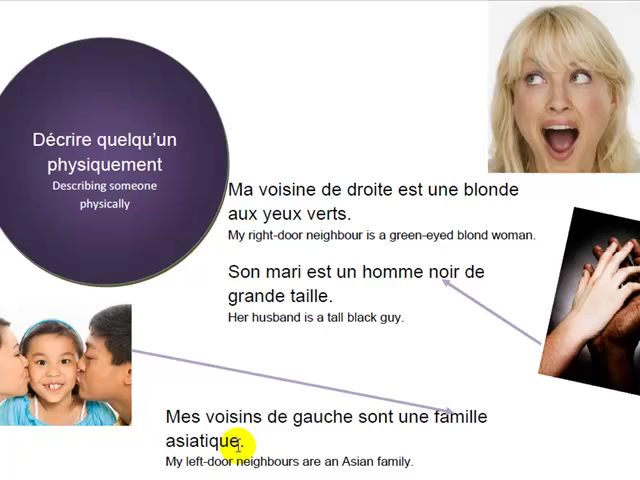 Décrire quelqu'un
physiquement
Describing someone
physically
Ma voisine de droite est une blonde
aux yeux verts.
My right-door neighbour is a green-eyed blond woman.
Son mari est un homme noir de
grande taille.
Her husband is a tall black guy.
Mes voisins de gauche sont une famille
asiatique.
My left-door neighbours are an Asian family.